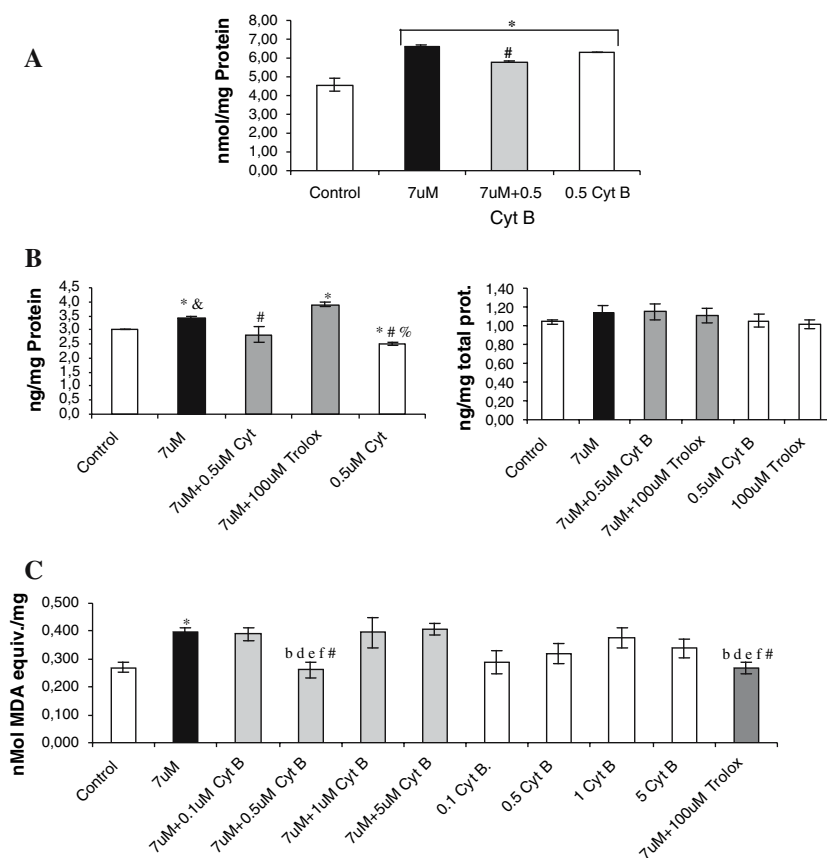 A
nmol/mg Protein
8,00
7,00
6,00
5,00
4,00
3,00
2,00
1,00
0,00
*
#
Control
7uM
7uM+0.5
0.5 Cyt B
Cyt B
B
ng/mg Protein
4,5
4,0
3,5
3,0
2,5
2,0
1,5
1,0
0,5
0,0
* &
#
*
* # %
Control
7uM
7uM+0.5uM Cyt
7uM+100uM Trolox
0.5uM Cyt
ng/mg total prot.
1,40
1,20
1,00
0,80
0,60
0,40
0,20
0,00
Control
7uM
7uM+0.5uM Cyt B
7uM+100uM Trolox
0.5uM Cyt B
100uM Trolox
C
nMol MDA equiv./mg
0,500
0,400
0,300
0,200
0,100
0,000
*
b d e f #
b d e f #
Control
7uM
7uM+0.1uM Cyt B
7uM+0.5uM Cyt B
7uM+1uM Cyt B
7uM+5uM Cyt B
0.1 Cyt B.
0.5 Cyt B
1 Cyt B
5 Cyt B
7uM+100uM Trolox